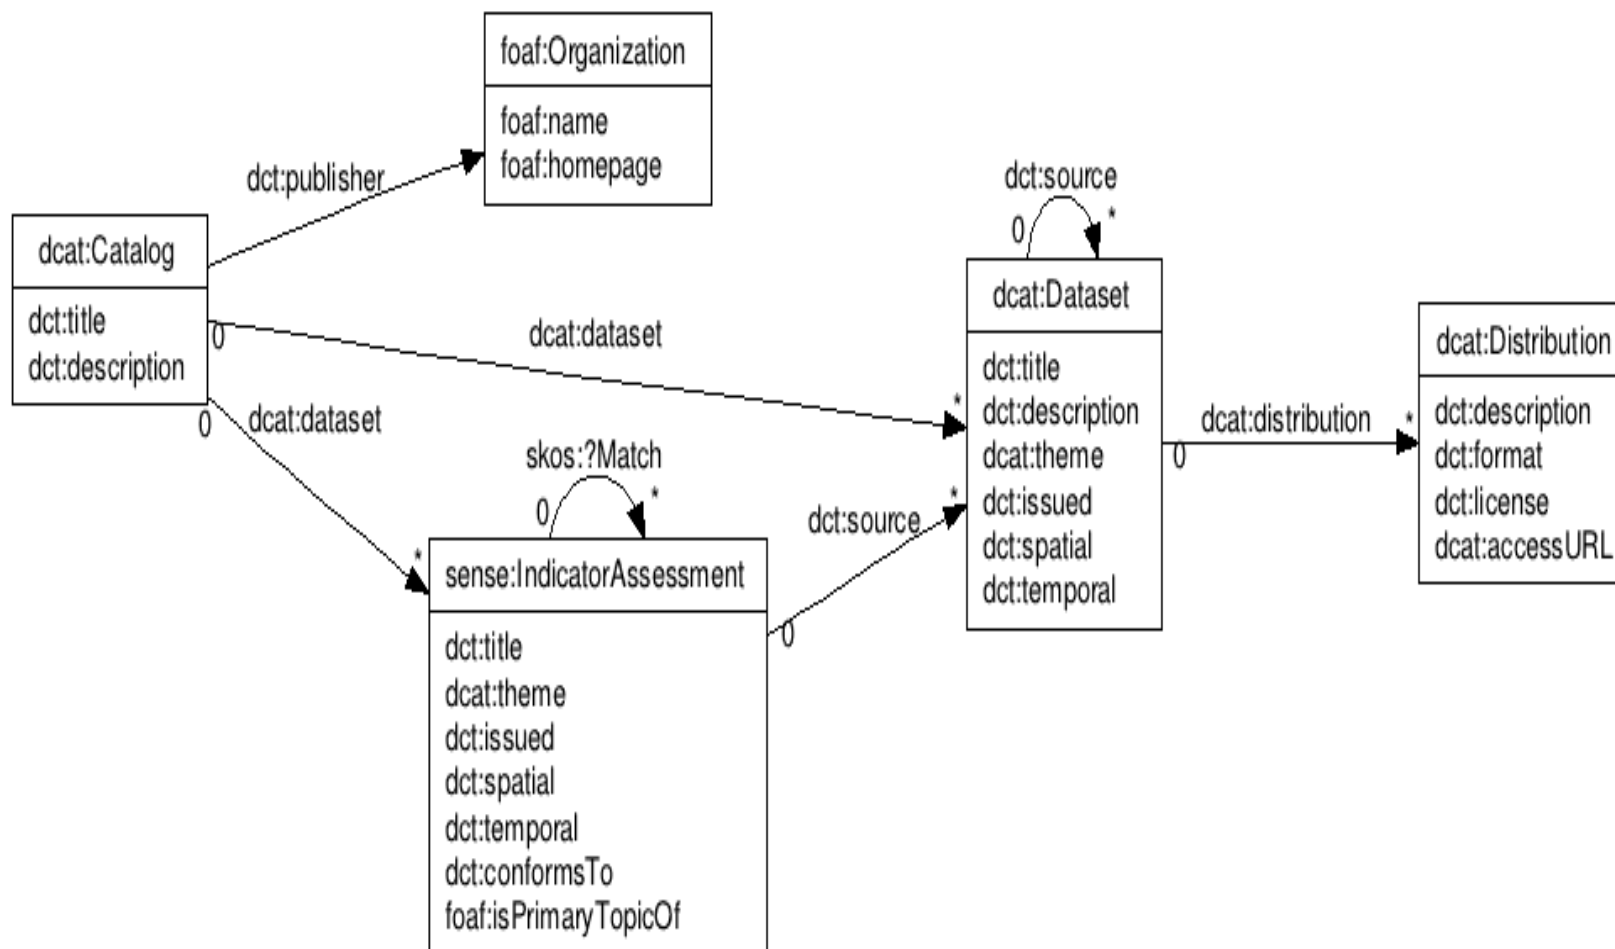 foaf:Organization
foaf:name
foaf:homepage
dct:publisher
dcat:Catalog
dct:title
dct:description
0
dcat:dataset
*
0
dcat:dataset
*
skos:?Match
0
*
sense:IndicatorAssessment
dct:title
dcat:theme
dct:issued
dct:spatial
dct:temporal
dct:conformsTo
foaf:isPrimaryTopicOf
0
dct:source
*
dct:source
0
*
dcat:Dataset
dct:title
dct:description
dcat:theme
dct:issued
dct:spatial
dct:temporal
0
dcat:distribution
*
dcat:Distribution
dct:description
dct:format
dct:license
dcat:accessURL